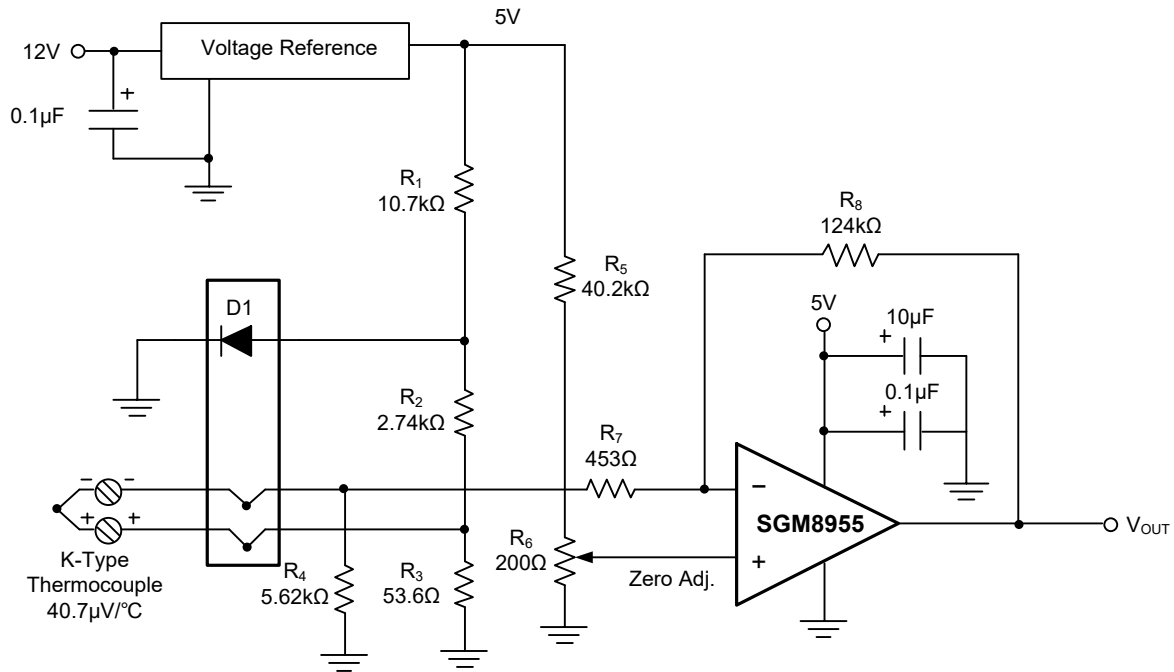 5V
12V
Voltage Reference
+
0.1µF
R₁
10.7kΩ
R₈
124kΩ
R₅
40.2kΩ
D1
5V
10µF
+
0.1µF
+
R₂
2.74kΩ
R₇
453Ω
− −
+ +
−
SGM8955
+
V_OUT
K-Type
Thermocouple
40.7µV/℃
R₄
5.62kΩ
R₃
53.6Ω
R₆
200Ω
Zero Adj.